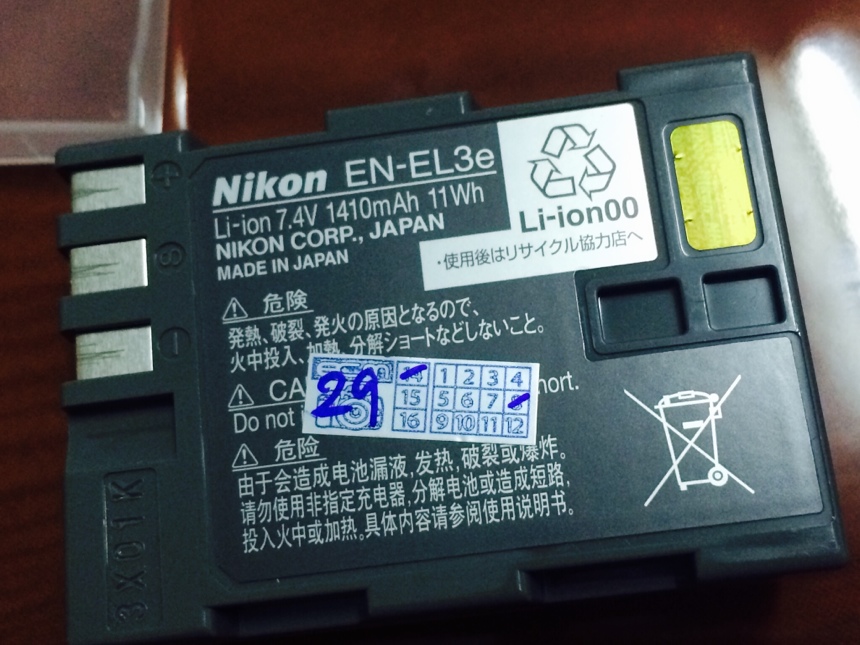 Nikon EN-EL3e
Li-ion 7.4V 1410mAh 11Wh
NIKON CORP., JAPAN
MADE IN JAPAN
Li-ion00
・使用後はリサイクル協力店へ
危険
発熱、破裂、発火の原因となるので、
火中投入、加熱、分解ショートなどしないこと。
hort.
Do not
29
14 1 2 3 4
15 5 6 7 8
16 9 10 11 12
危险
由于会造成电池漏液,发热,破裂或爆炸。
请勿使用非指定充电器,分解电池或造成短路,
投入火中或加热。具体内容请参阅使用说明书。
3X01K